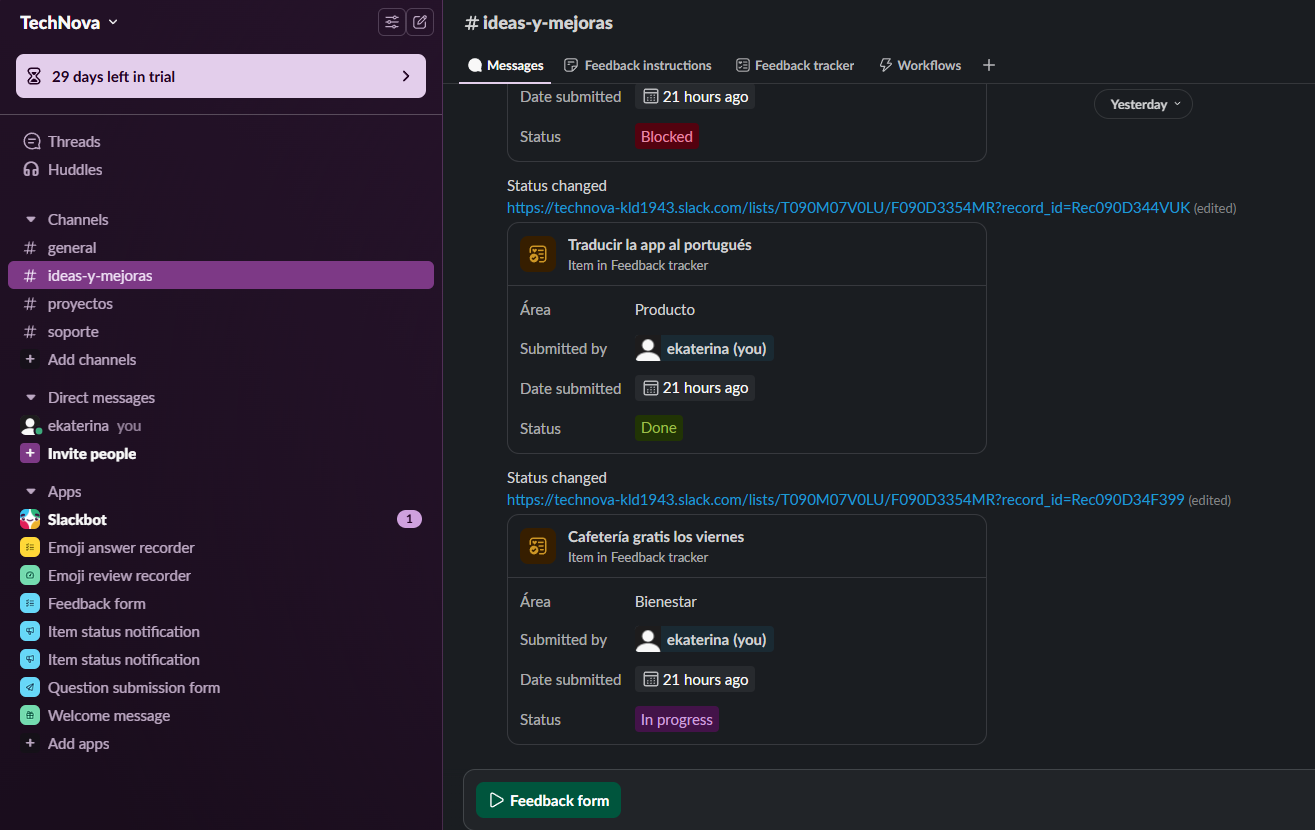 TechNova
29 days left in trial
Threads
Huddles
Channels
# general
# ideas-y-mejoras
# proyectos
# soporte
+ Add channels
Direct messages
ekaterina you
+ Invite people
Apps
Slackbot 1
Emoji answer recorder
Emoji review recorder
Feedback form
Item status notification
Item status notification
Question submission form
Welcome message
+ Add apps
# ideas-y-mejoras
Messages Feedback instructions Feedback tracker Workflows +
Yesterday
Date submitted 21 hours ago
Status Blocked
Status changed
https://technova-kld1943.slack.com/lists/T090M07V0LU/F090D3354MR?record_id=Rec090D344VUK (edited)
Traducir la app al portugués
Item in Feedback tracker
Área Producto
Submitted by ekaterina (you)
Date submitted 21 hours ago
Status Done
Status changed
https://technova-kld1943.slack.com/lists/T090M07V0LU/F090D3354MR?record_id=Rec090D34F399 (edited)
Cafetería gratis los viernes
Item in Feedback tracker
Área Bienestar
Submitted by ekaterina (you)
Date submitted 21 hours ago
Status In progress
Feedback form